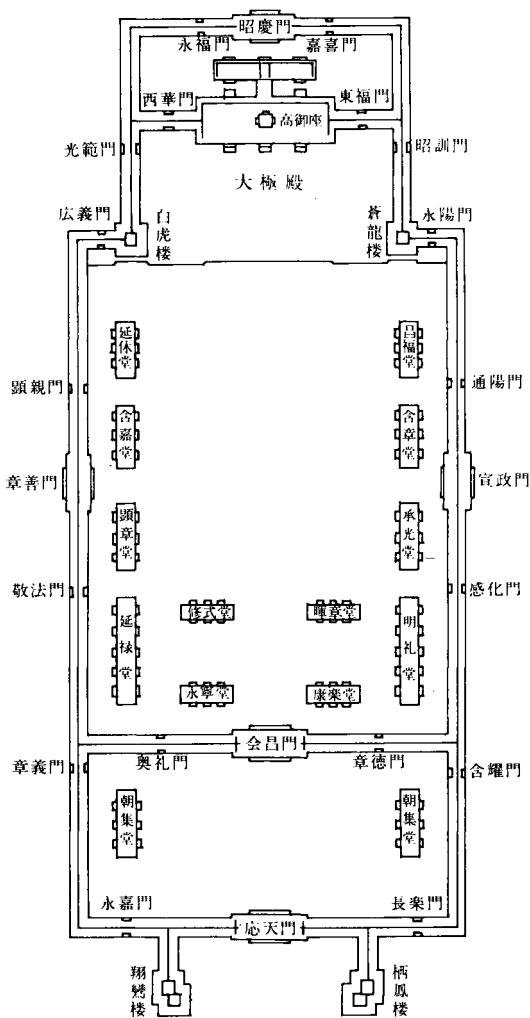 昭慶門
永福門
嘉喜門
西華門
東福門
高御座
光範門
昭訓門
大極殿
広義門
白虎楼
蒼龍楼
永陽門
延休堂
昌福堂
顕親門
通陽門
含嘉堂
含章堂
章善門
宣政門
顕章堂
承光堂
敬法門
感化門
延禄堂
修式堂
暉章堂
明礼堂
永寧堂
康楽堂
会昌門
章義門
奥礼門
章徳門
含耀門
朝集堂
朝集堂
永嘉門
長楽門
応天門
翔鸞楼
栖鳳楼